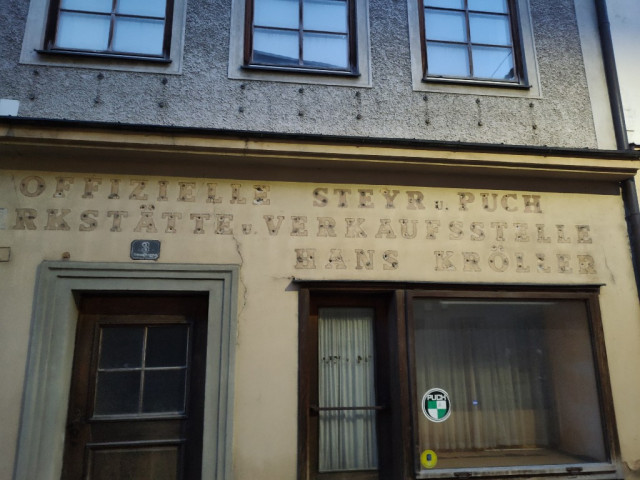 OFFIZIELLE STEYR u. PUCH
RKSTÄTTE u. VERKAUFSSTELLE
HANS KRÖLLER
PUCH